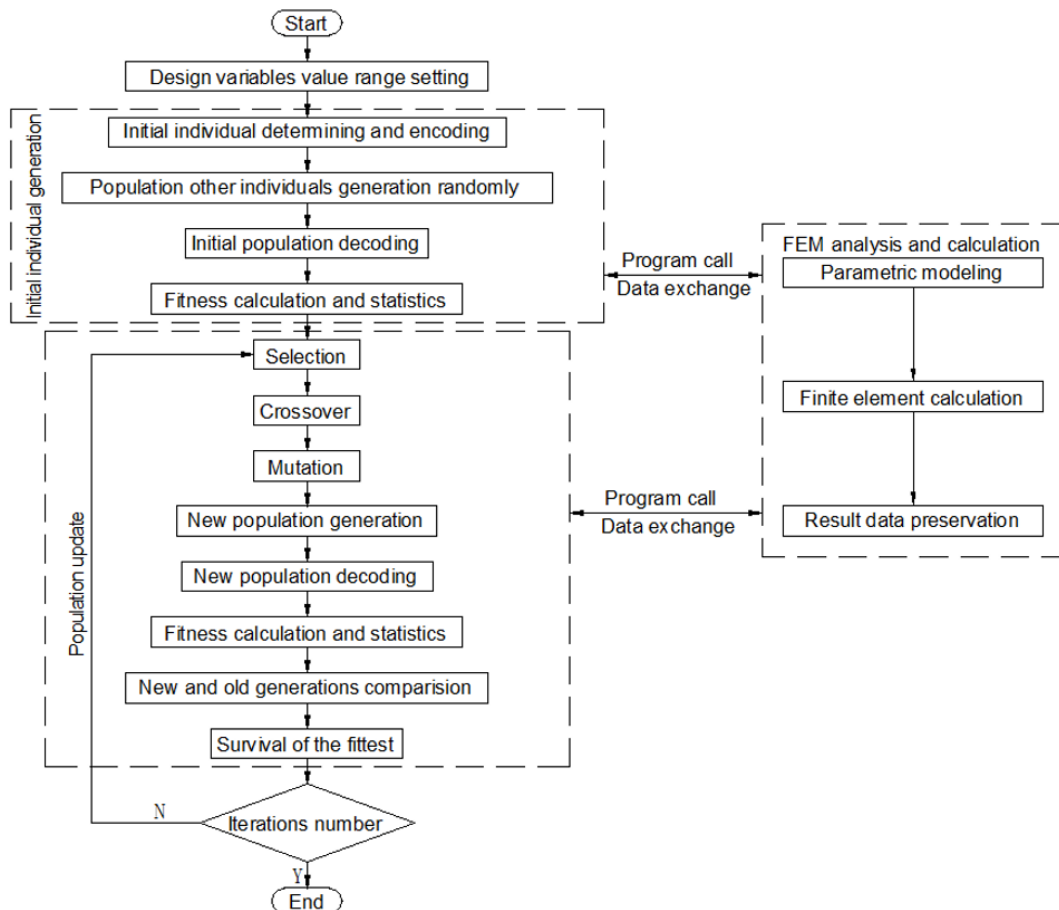 Start
Design variables value range setting
Initial individual generation
Initial individual determining and encoding
Population other individuals generation randomly
Initial population decoding
Fitness calculation and statistics
Program call
Data exchange
FEM analysis and calculation
Parametric modeling
Finite element calculation
Result data preservation
Population update
Selection
Crossover
Mutation
New population generation
New population decoding
Fitness calculation and statistics
New and old generations comparision
Survival of the fittest
Program call
Data exchange
N
Iterations number
Y
End